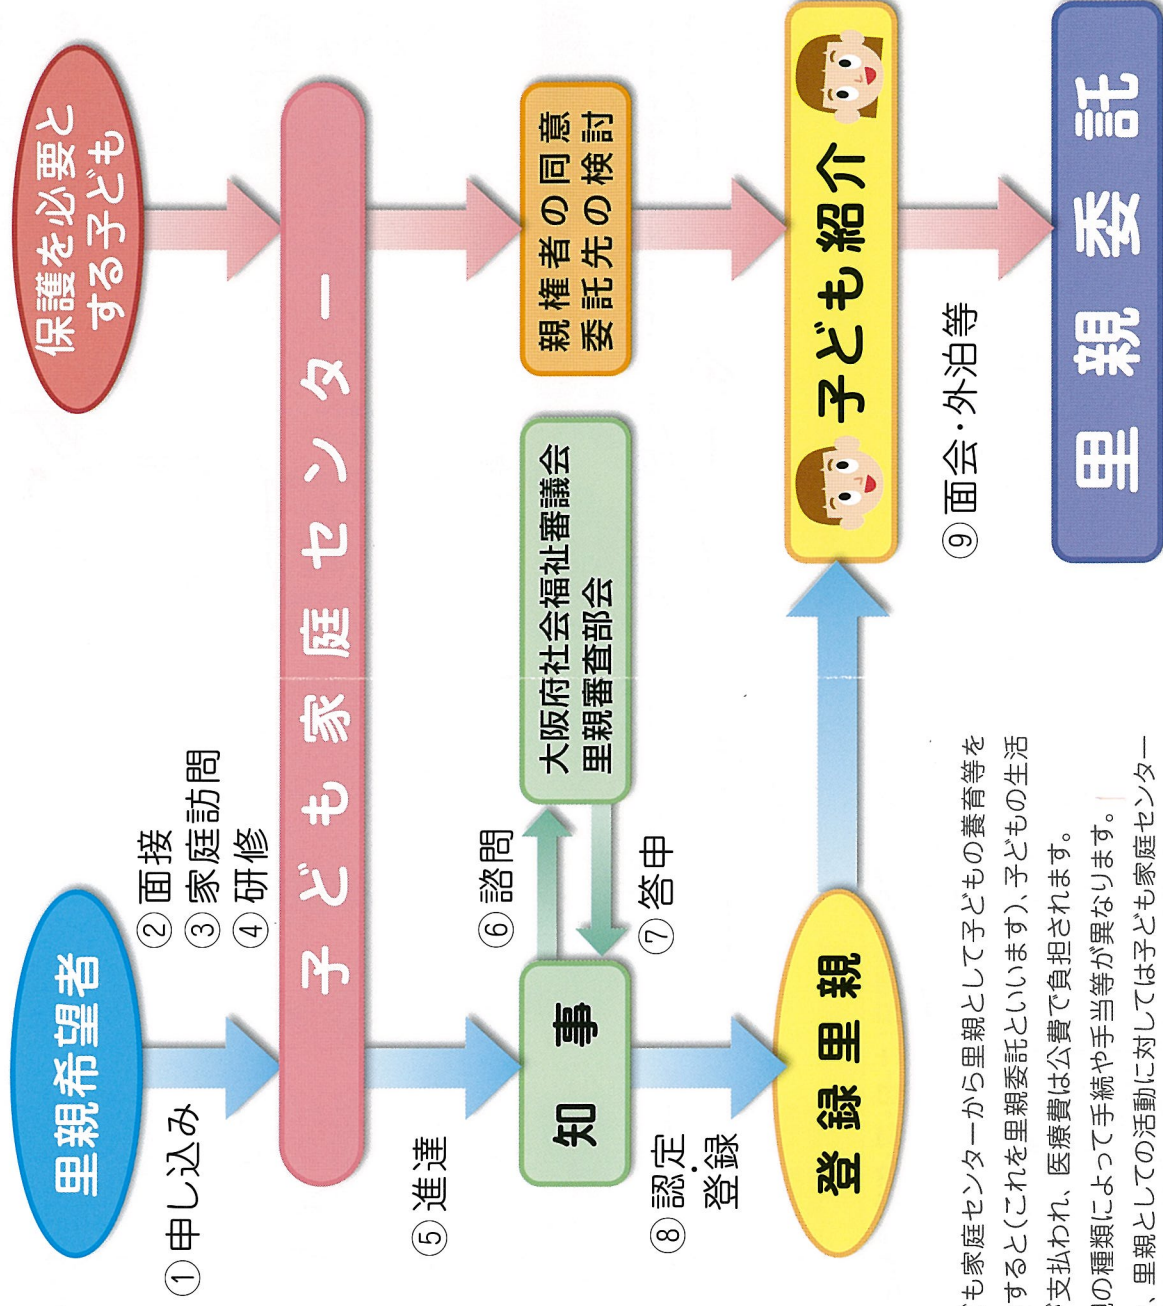 里親希望者
保護を必要と
する子ども
①申し込み
②面接
③家庭訪問
④研修
子ども家庭センター
⑤進達
知事
⑥諮問
⑦答申
大阪府社会福祉審議会
里親審査部会
親権者の同意
委託先の検討
⑧認定・
登録
登録里親
子ども紹介
⑨面会・外泊等
里親委託
も家庭センターから里親として子どもの養育等を
すると(これを里親委託といいます)、子どもの生活
支払われ、医療費は公費で負担されます。
の種類によって手続や手当等が異なります。
、里親としての活動に対しては子ども家庭センター